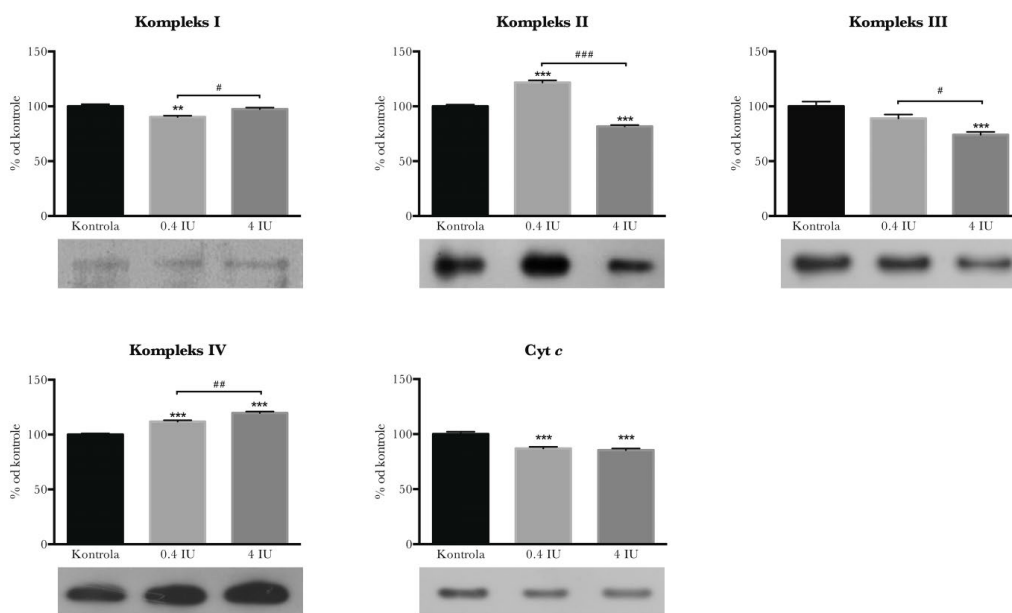 Kompleks I
% od kontrole
150
100
50
0
**
#
Kontrola 0.4 IU 4 IU
Kompleks II
% od kontrole
150
100
50
0
***
###
***
Kontrola 0.4 IU 4 IU
Kompleks III
% od kontrole
150
100
50
0
#
***
Kontrola 0.4 IU 4 IU
Kompleks IV
% od kontrole
150
100
50
0
***
##
***
Kontrola 0.4 IU 4 IU
Cyt c
% od kontrole
150
100
50
0
***
***
Kontrola 0.4 IU 4 IU